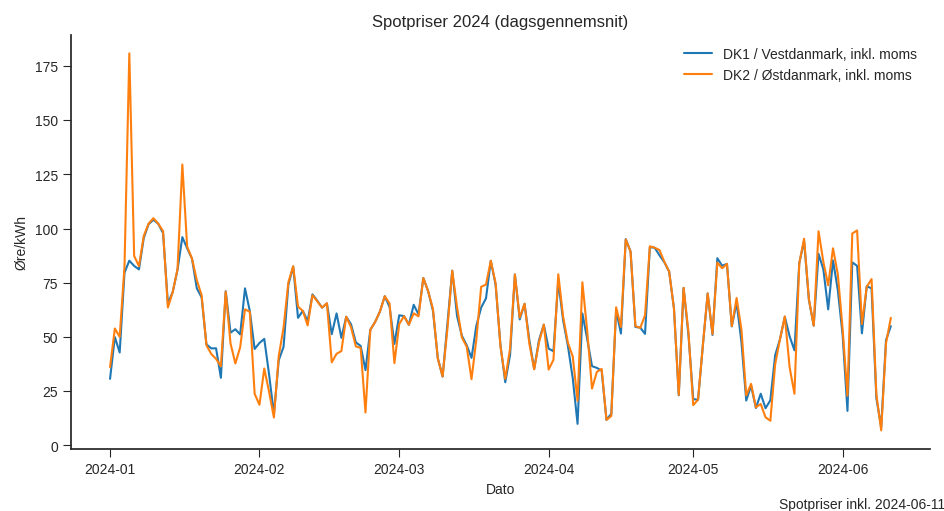 Spotpriser 2024 (dagsgennemsnit)
DK1 / Vestdanmark, inkl. moms
DK2 / Østdanmark, inkl. moms
Øre/kWh
175
150
125
100
75
50
25
0
2024-01
2024-02
2024-03
2024-04
2024-05
2024-06
Dato
Spotpriser inkl. 2024-06-11